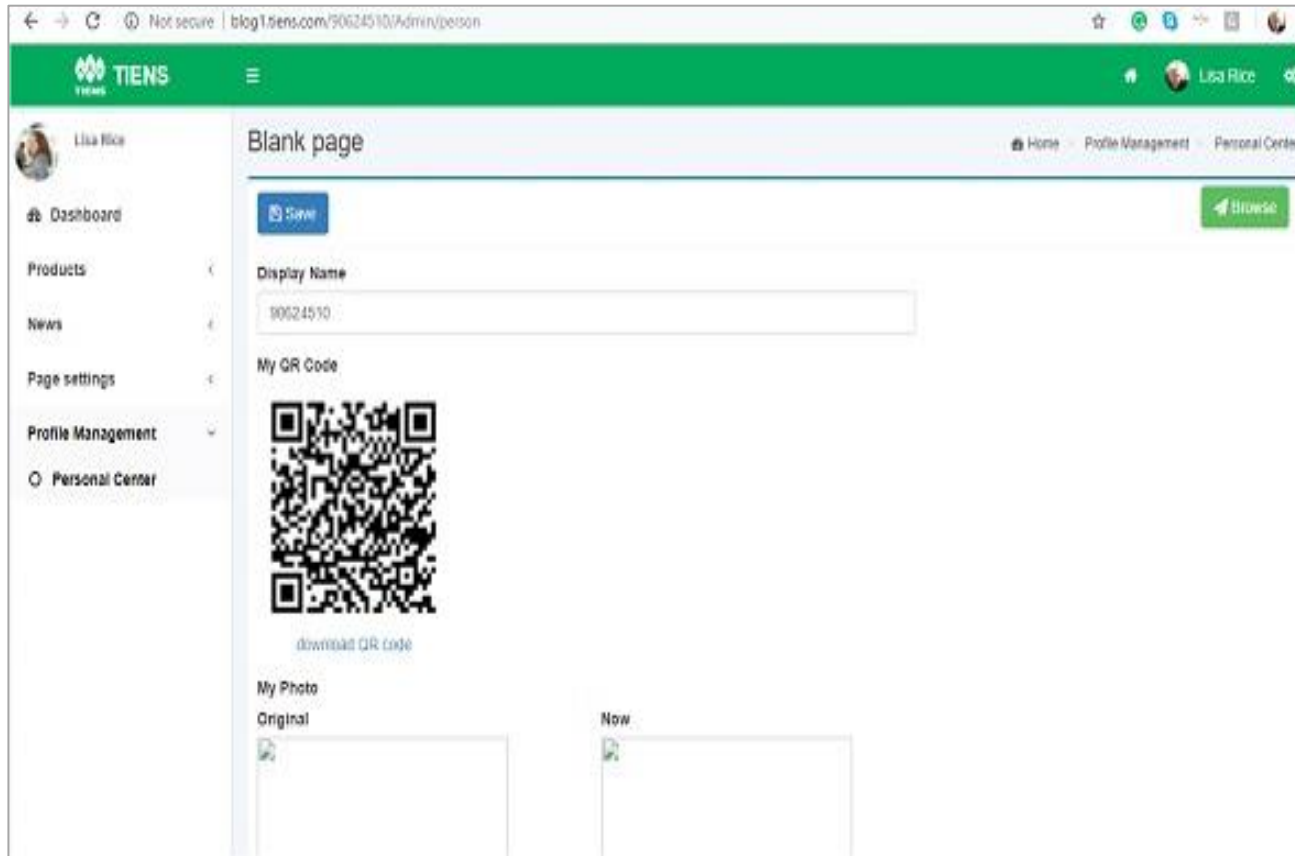 Not secure | blog1.tiens.com/90624510/Admin/person
TIENS
TIENS
Lisa Rice
Lisa Rice
Blank page
Home
Profile Management
Personal Cente
Dashboard
Save
Browse
Products
Display Name
90624510
News
My QR Code
Page settings
Profile Management
Personal Center
download QR code
My Photo
Original
Now